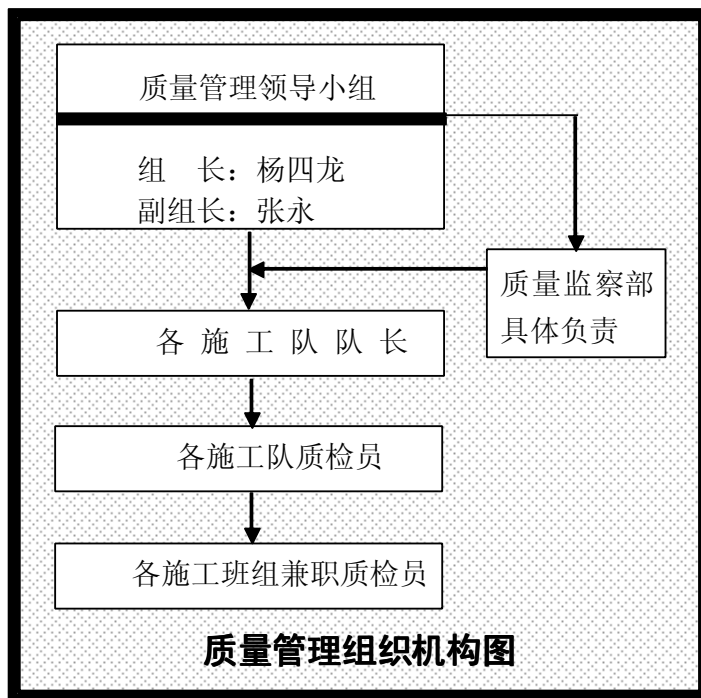 质量管理领导小组
组 长：杨四龙
副组长：张永
质量监察部
具体负责
各 施 工 队 队 长
各施工队质检员
各施工班组兼职质检员
质量管理组织机构图